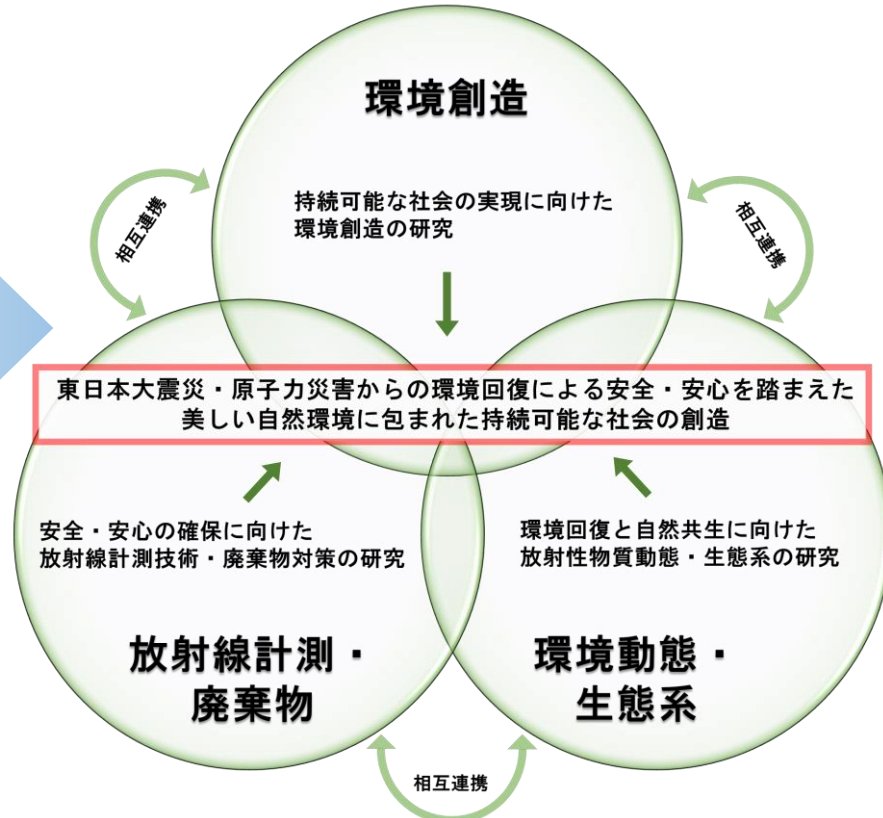 環境創造
持続可能な社会の実現に向けた
環境創造の研究
相互連携
相互連携
東日本大震災・原子力災害からの環境回復による安全・安心を踏まえた
美しい自然環境に包まれた持続可能な社会の創造
安全・安心の確保に向けた
放射線計測技術・廃棄物対策の研究
環境回復と自然共生に向けた
放射性物質動態・生態系の研究
放射線計測・
廃棄物
環境動態・
生態系
相互連携